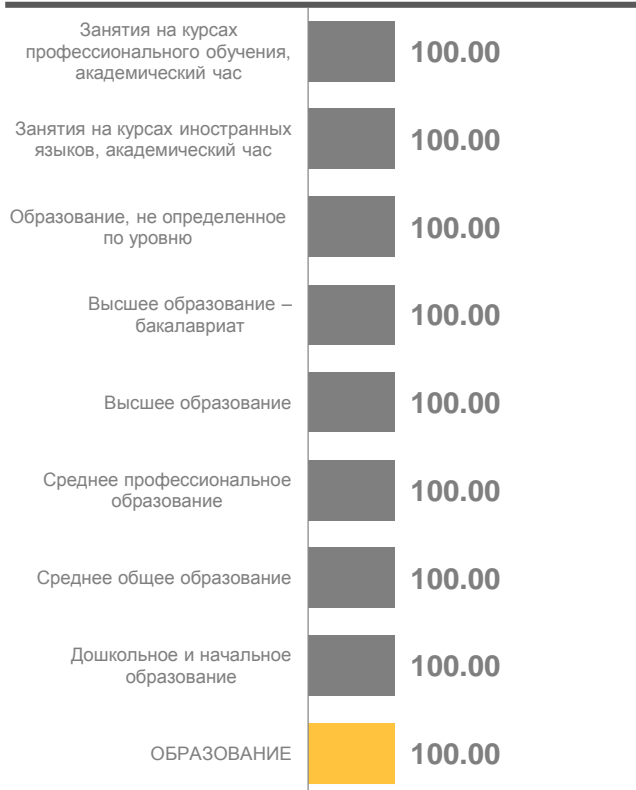 Занятия на курсах
профессионального обучения,
академический час
100.00
Занятия на курсах иностранных
языков, академический час
100.00
Образование, не определенное
по уровню
100.00
Высшее образование –
бакалавриат
100.00
Высшее образование
100.00
Среднее профессиональное
образование
100.00
Среднее общее образование
100.00
Дошкольное и начальное
образование
100.00
ОБРАЗОВАНИЕ
100.00